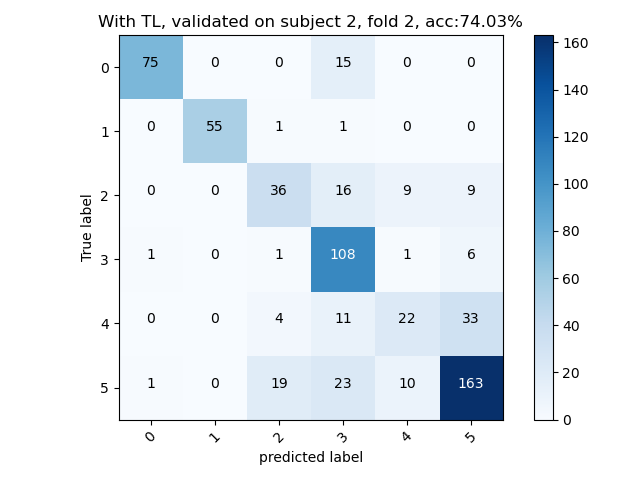 With TL, validated on subject 2, fold 2, acc:74.03%
0 75 0 0 15 0 0
1 0 55 1 1 0 0
2 0 0 36 16 9 9
3 1 0 1 108 1 6
4 0 0 4 11 22 33
5 1 0 19 23 10 163
0 1 2 3 4 5
True label
predicted label
160
140
120
100
80
60
40
20
0